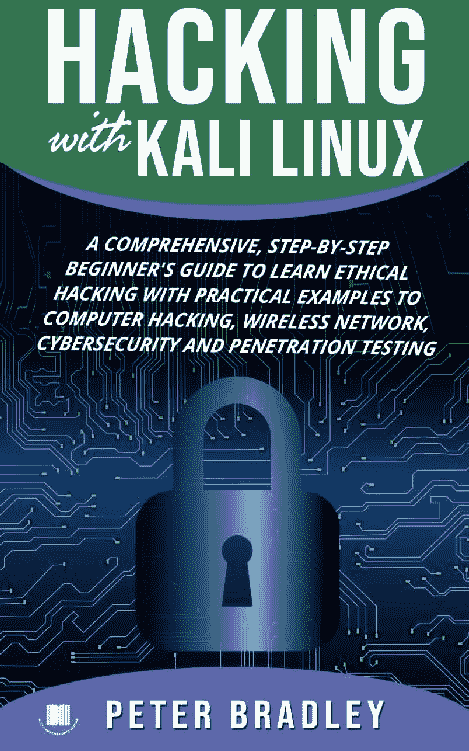 HACKING
with KALI LINUX
A COMPREHENSIVE, STEP-BY-STEP
BEGINNER'S GUIDE TO LEARN ETHICAL
HACKING WITH PRACTICAL EXAMPLES TO
COMPUTER HACKING, WIRELESS NETWORK,
CYBERSECURITY AND PENETRATION TESTING
PETER BRADLEY